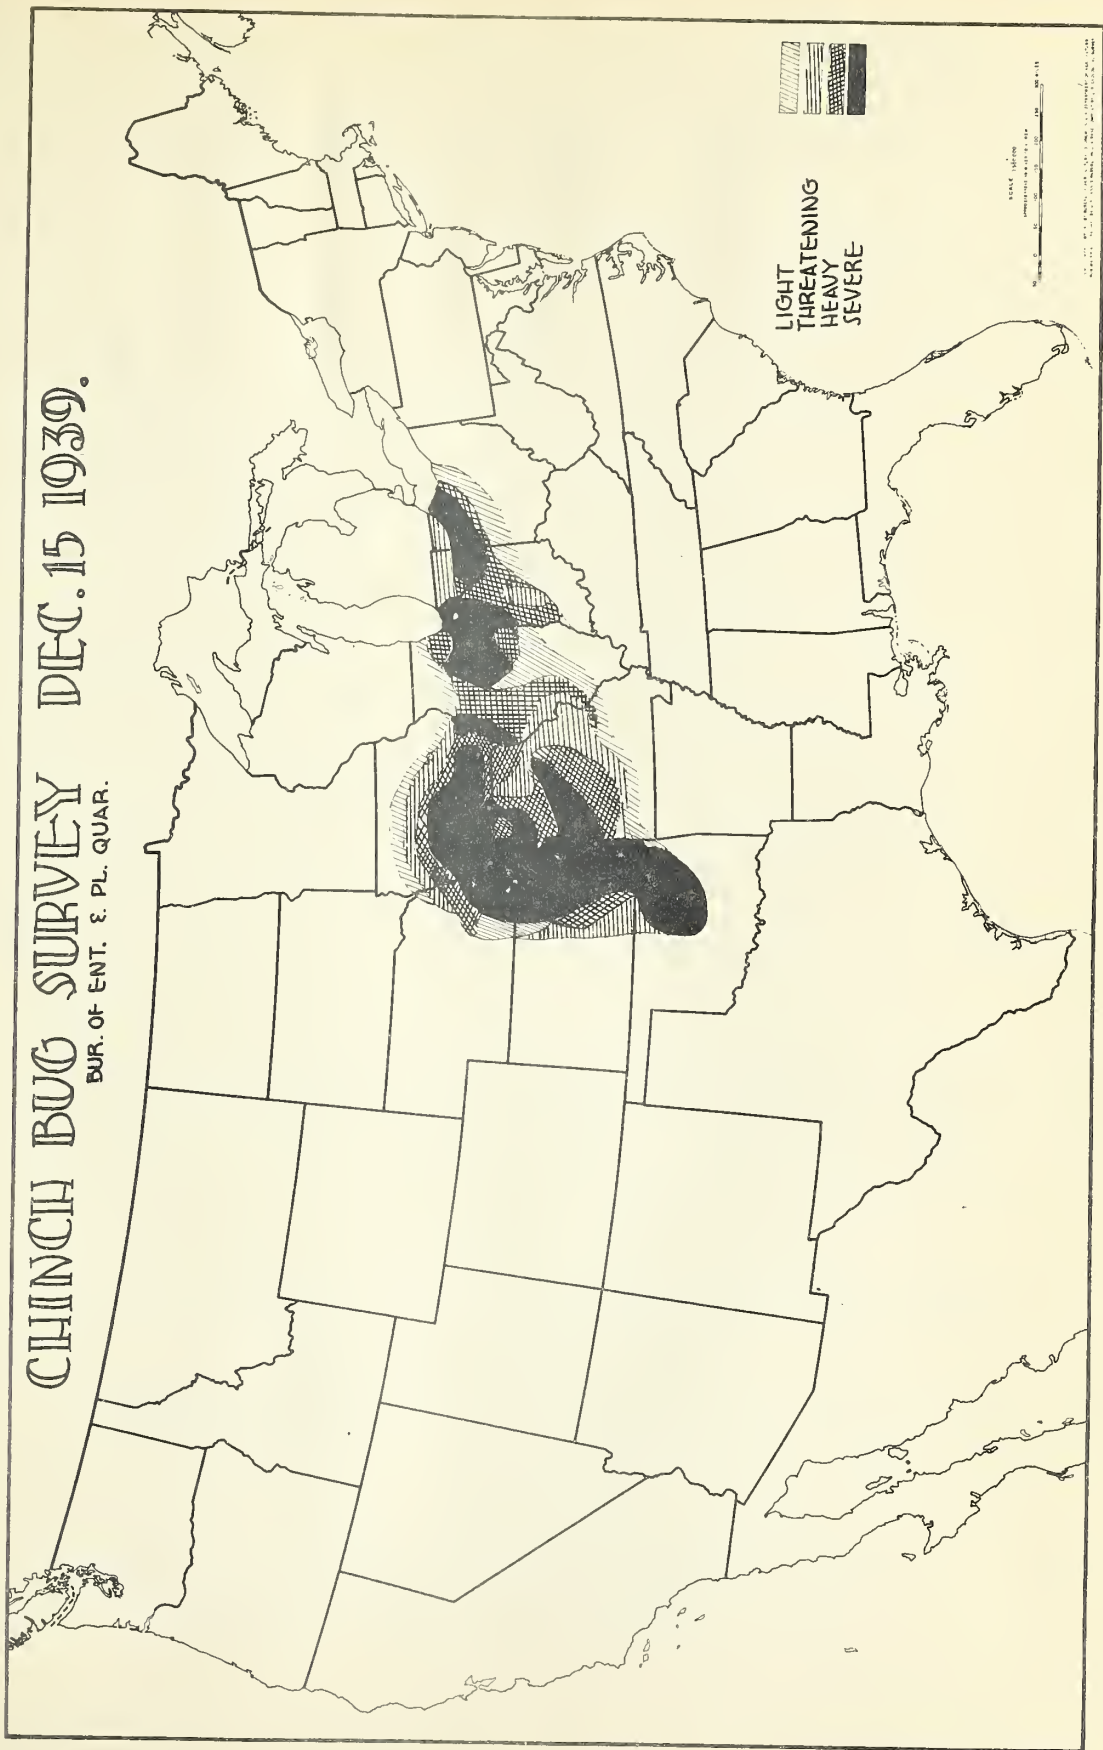 CHINCH BUG SURVEY DEC. 15 1939.
BUR. OF ENT. & PL. QUAR.
LIGHT
THREATENING
HEAVY
SEVERE
SCALE